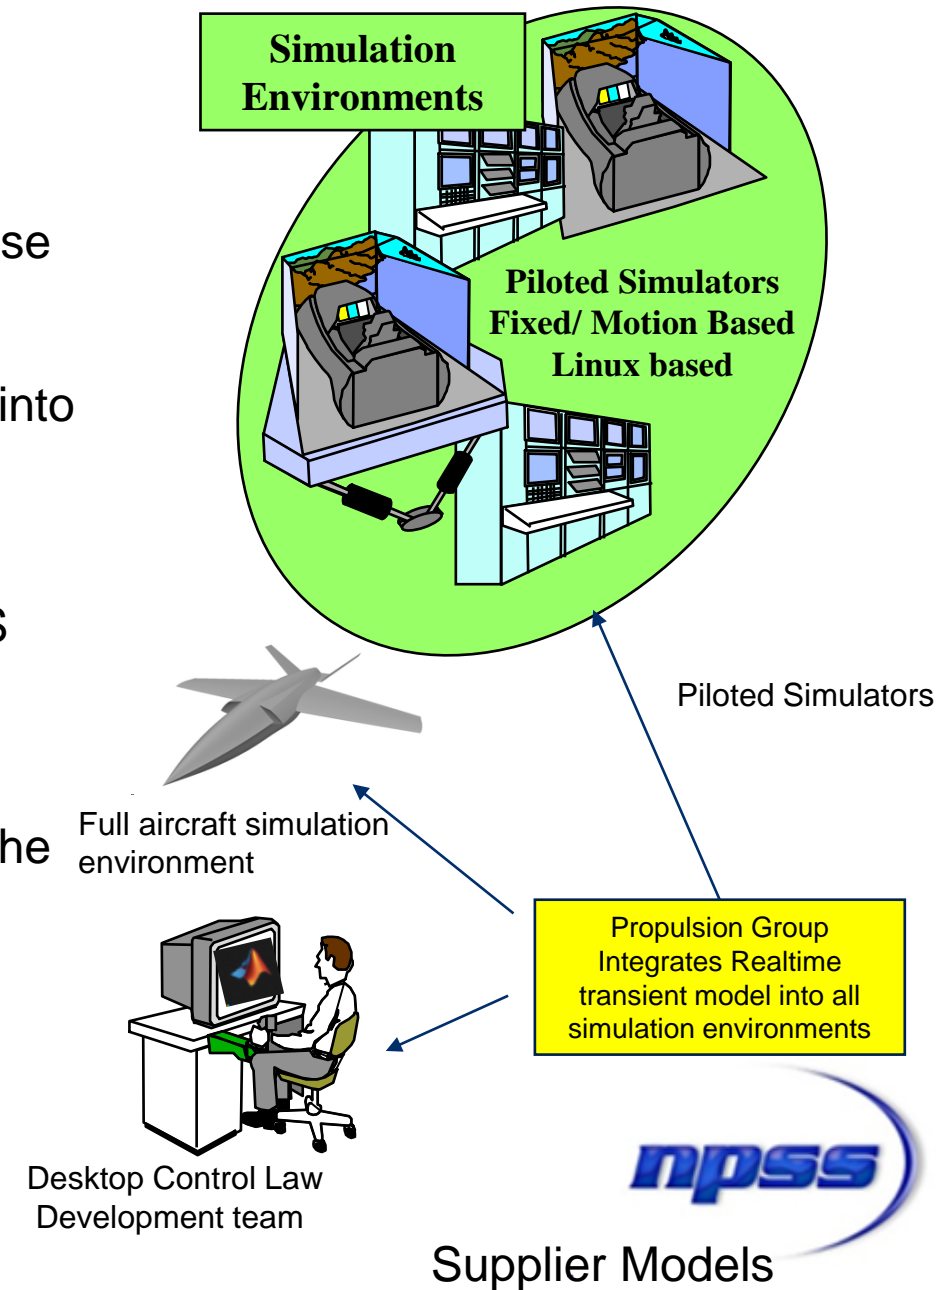 Simulation
Environments
se
Piloted Simulators
Fixed/ Motion Based
Linux based
into
S
Piloted Simulators
Full aircraft simulation
environment
he
Propulsion Group
Integrates Realtime
transient model into all
simulation environments
npss
Desktop Control Law
Development team
Supplier Models